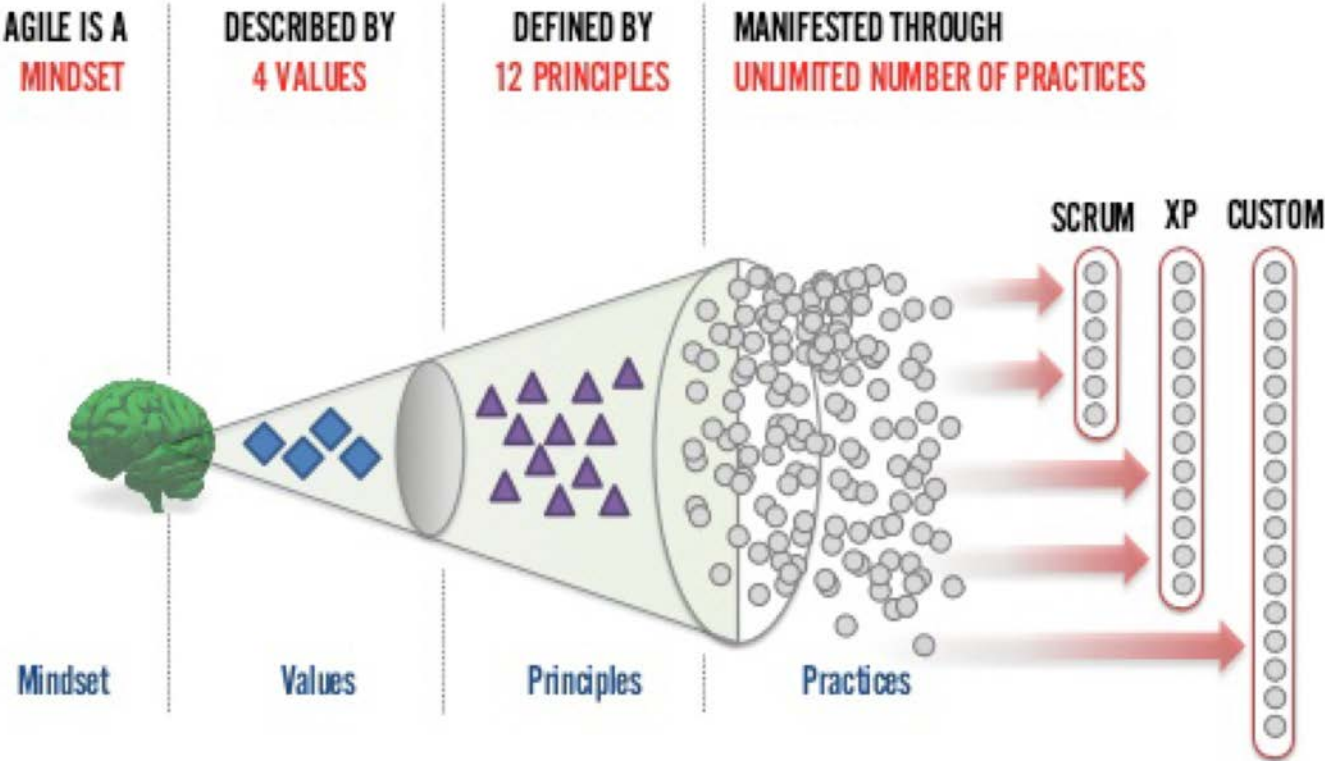 AGILE IS A
MINDSET
DESCRIBED BY
4 VALUES
DEFINED BY
12 PRINCIPLES
MANIFESTED THROUGH
UNLIMITED NUMBER OF PRACTICES
SCRUM
XP
CUSTOM
Mindset
Values
Principles
Practices